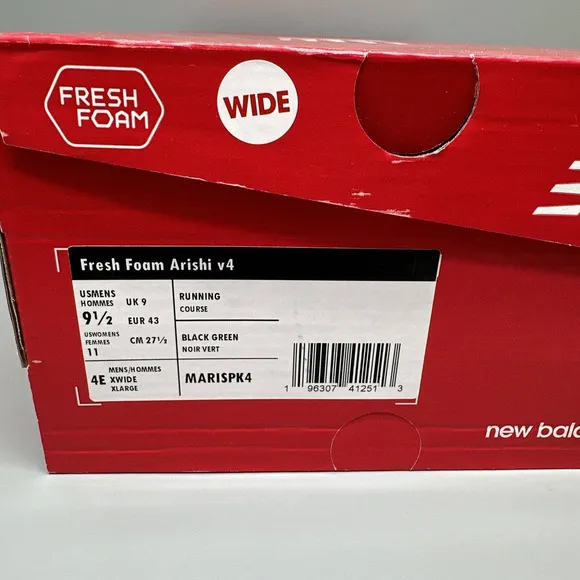 FRESH
FOAM
WIDE
Fresh Foam Arishi v4
USMENS
HOMMES
UK 9
9½
EUR 43
USWOMENS
FEMMES
11
CM 27½
RUNNING
COURSE
BLACK GREEN
NOIR VERT
4E
MENS/HOMMES
XWIDE
XLARGE
MARISPK4
1 96307 41251 3
new bala